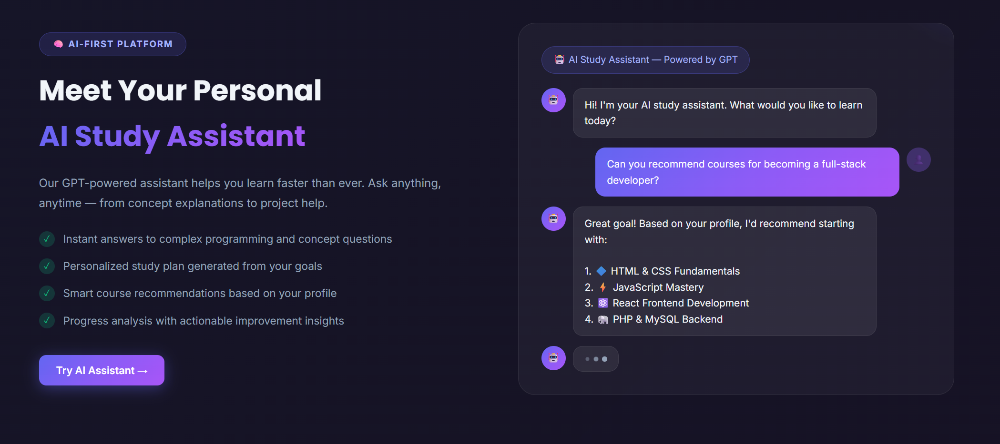 🧠 AI-FIRST PLATFORM
Meet Your Personal
AI Study Assistant
Our GPT-powered assistant helps you learn faster than ever. Ask anything,
anytime — from concept explanations to project help.
✓ Instant answers to complex programming and concept questions
✓ Personalized study plan generated from your goals
✓ Smart course recommendations based on your profile
✓ Progress analysis with actionable improvement insights
Try AI Assistant →
🤖 AI Study Assistant — Powered by GPT
Hi! I'm your AI study assistant. What would you like to learn
today?
Can you recommend courses for becoming a full-stack
developer?
Great goal! Based on your profile, I'd recommend starting
with:
1. 🔷 HTML & CSS Fundamentals
2. ⚡ JavaScript Mastery
3. ⚛️ React Frontend Development
4. 🐘 PHP & MySQL Backend